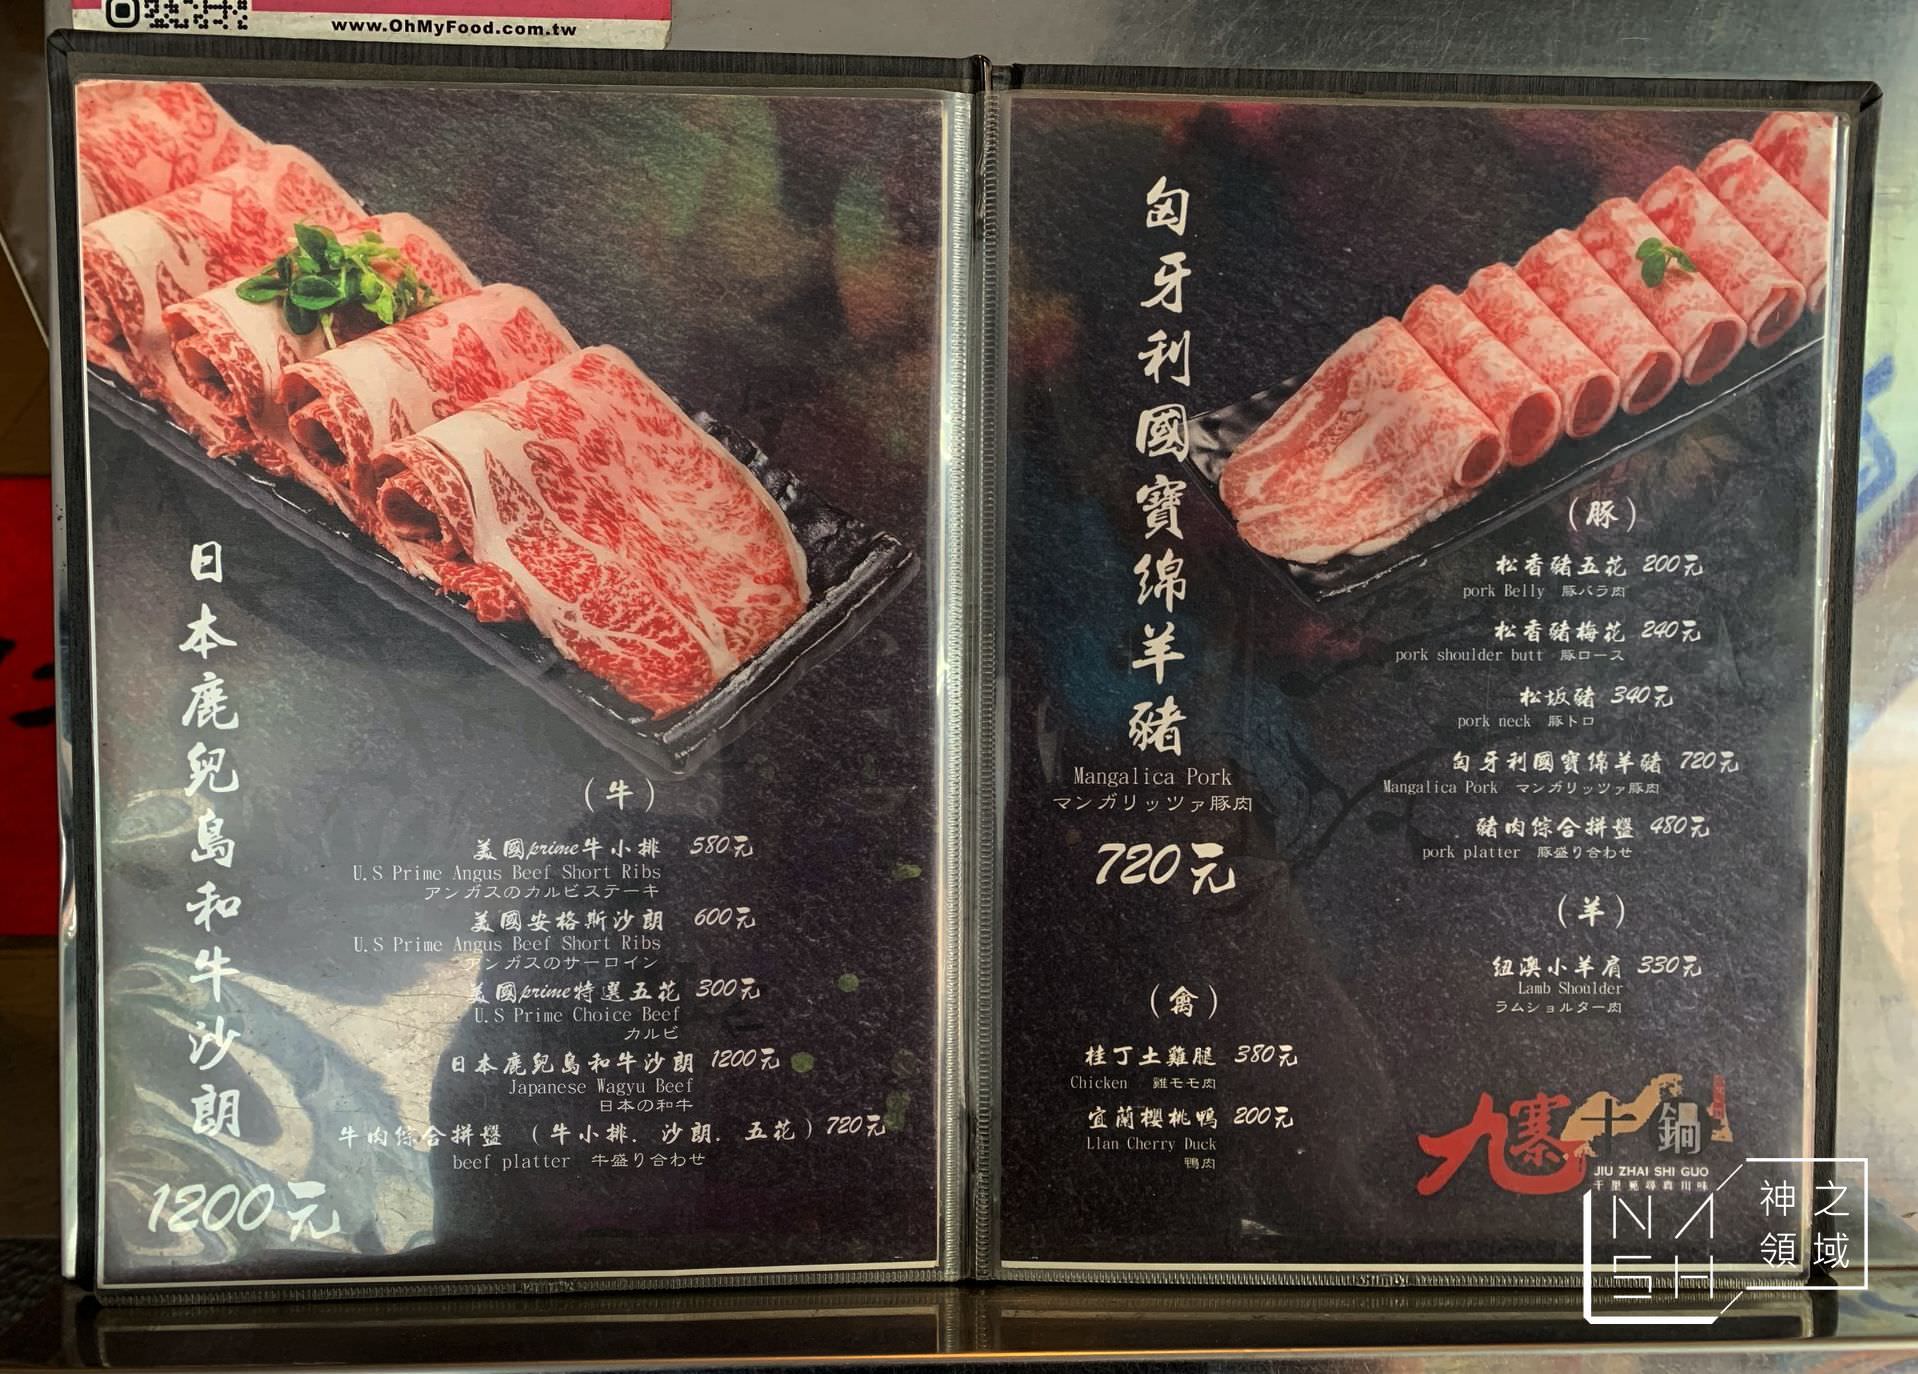 www.OhMyFood.com.tw
日本鹿兒島和牛沙朗
1200元
(牛)
美國prime牛小排 580元
U.S Prime Angus Beef Short Ribs
アンガスのカルビステーキ
美國安格斯沙朗 600元
U.S Prime Angus Beef Short Ribs
アンガスのサーロイン
美國prime特選五花 300元
U.S Prime Choice Beef
カルビ
日本鹿兒島和牛沙朗 1200元
Japanese Wagyu Beef
日本の和牛
牛肉綜合拼盤 (牛小排. 沙朗. 五花) 720元
beef platter 牛盛り合わせ
匈牙利國寶綿羊豬
Mangalica Pork
マンガリッツァ豚肉
720元
(禽)
桂丁土雞腿 380元
Chicken 雞モモ肉
宜蘭櫻桃鴨 200元
Llan Cherry Duck
鴨肉
(豚)
松香豬五花 200元
pork Belly 豚バラ肉
松香豬梅花 240元
pork shoulder butt 豚ロース
松坂豬 340元
pork neck 豚トロ
匈牙利國寶綿羊豬 720元
Mangalica Pork マンガリッツァ豚肉
豬肉綜合拼盤 480元
pork platter 豚盛り合わせ
(羊)
紐澳小羊肩 330元
Lamb Shoulder
ラムショルター肉
九寨十鍋
JIU ZHAI SHI GUO
千里覓尋真川味
NASH
神之領域